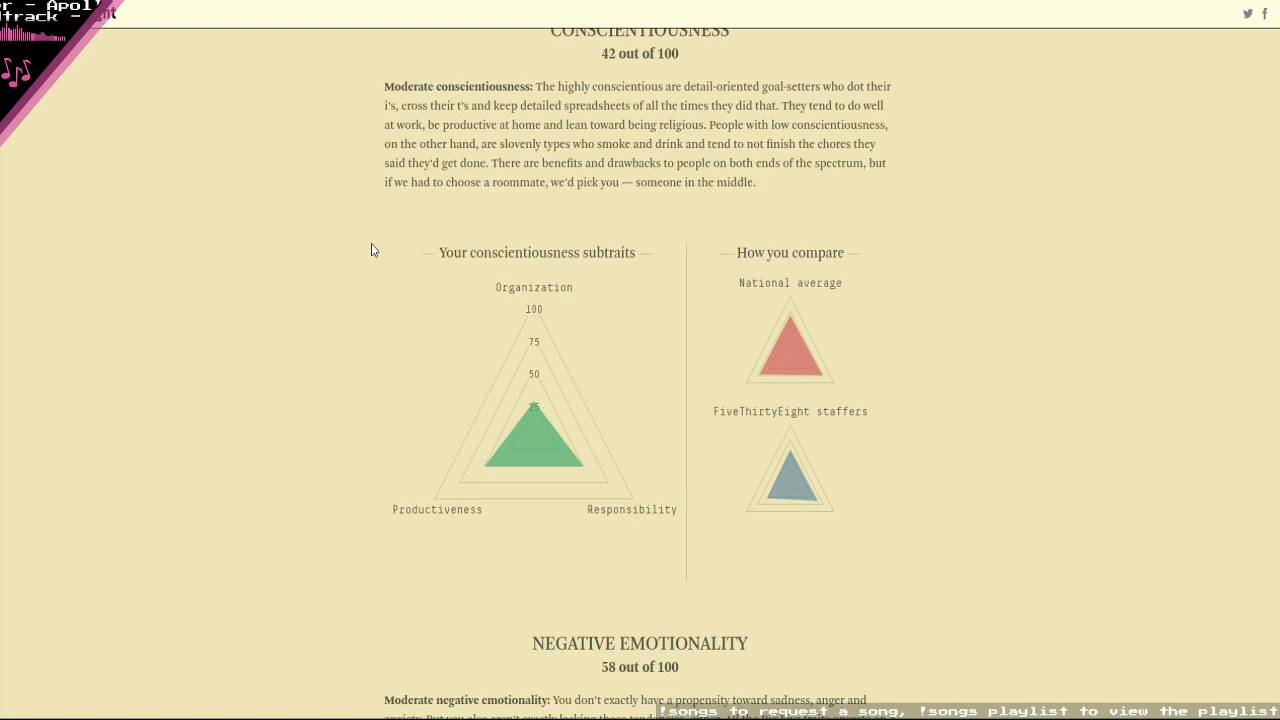 r - Apol
dtrack -
ht
CONSCIENTIOUSNESS
42 out of 100
Moderate conscientiousness: The highly conscientious are detail-oriented goal-setters who dot their
i's, cross their t's and keep detailed spreadsheets of all the times they did that. They tend to do well
at work, be productive at home and lean toward being religious. People with low conscientiousness,
on the other hand, are slovenly types who smoke and drink and tend to not finish the chores they
said they'd get done. There are benefits and drawbacks to people on both ends of the spectrum, but
if we had to choose a roommate, we'd pick you — someone in the middle.
Your conscientiousness subtraits
Organization
100
75
50
25
Productiveness
Responsibility
How you compare
National average
FiveThirtyEight staffers
NEGATIVE EMOTIONALITY
58 out of 100
Moderate negative emotionality: You don't exactly have a propensity toward sadness, anger and
!songs to request a song, !songs playlist to view the playlist